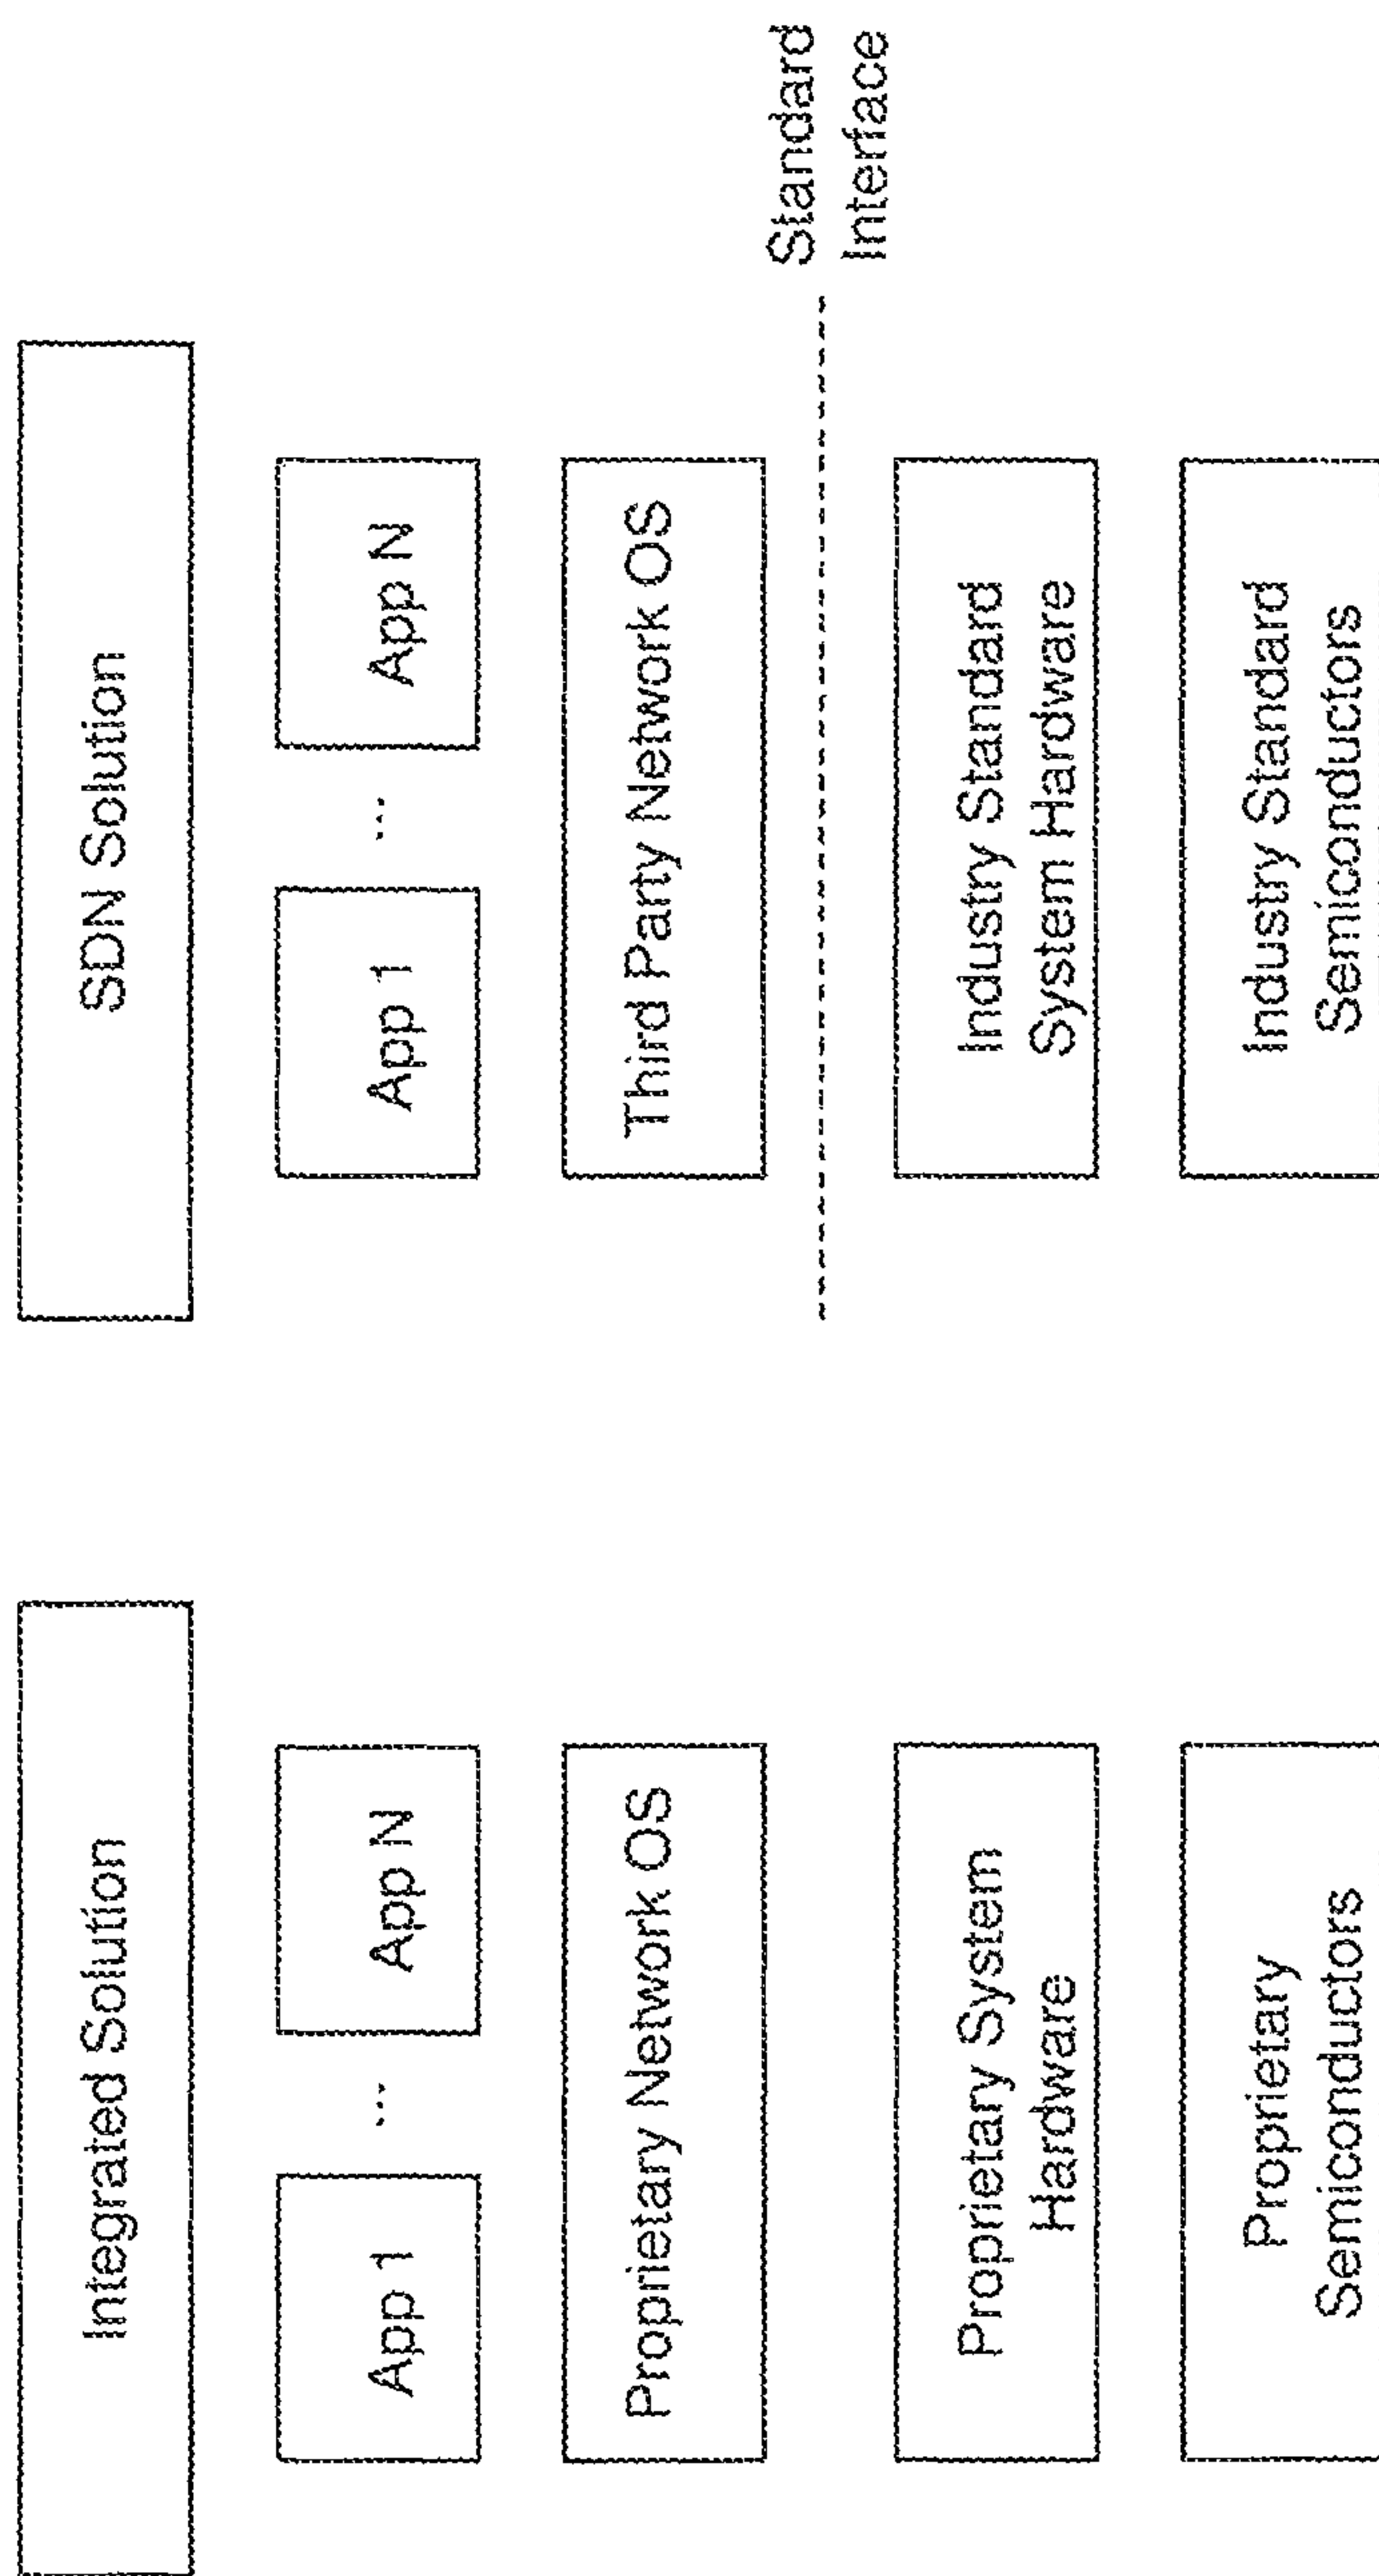 Integrated Solution
App 1
...
App N
Proprietary Network OS
Proprietary System
Hardware
Proprietary
Semiconductors
SDN Solution
App 1
...
App N
Third Party Network OS
Standard
Interface
Industry Standard
System Hardware
Industry Standard
Semiconductors